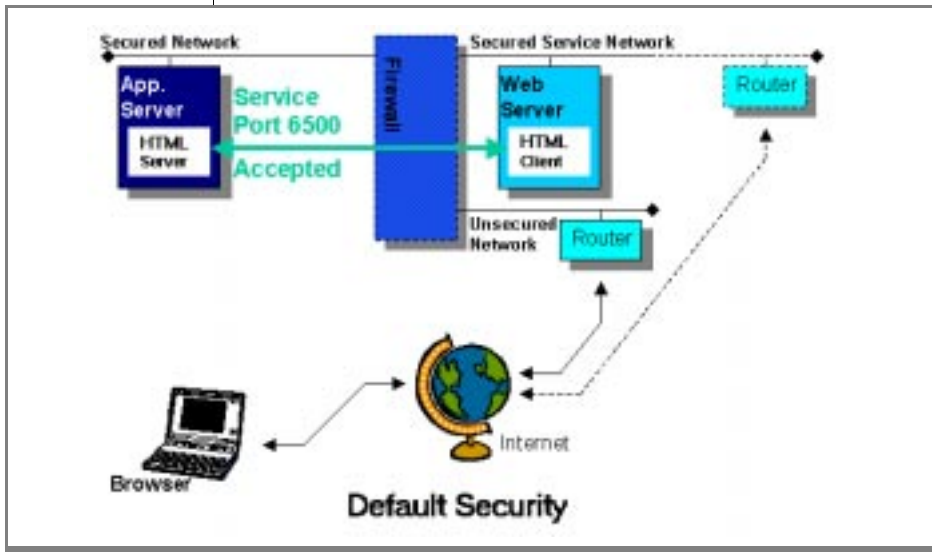 Secured Network
Secured Service Network
App.
Server
HTML
Server
Service
Port 6500
Accepted
Firewall
Web
Server
HTML
Client
Router
Unsecured
Network
Router
Internet
Browser
Default Security